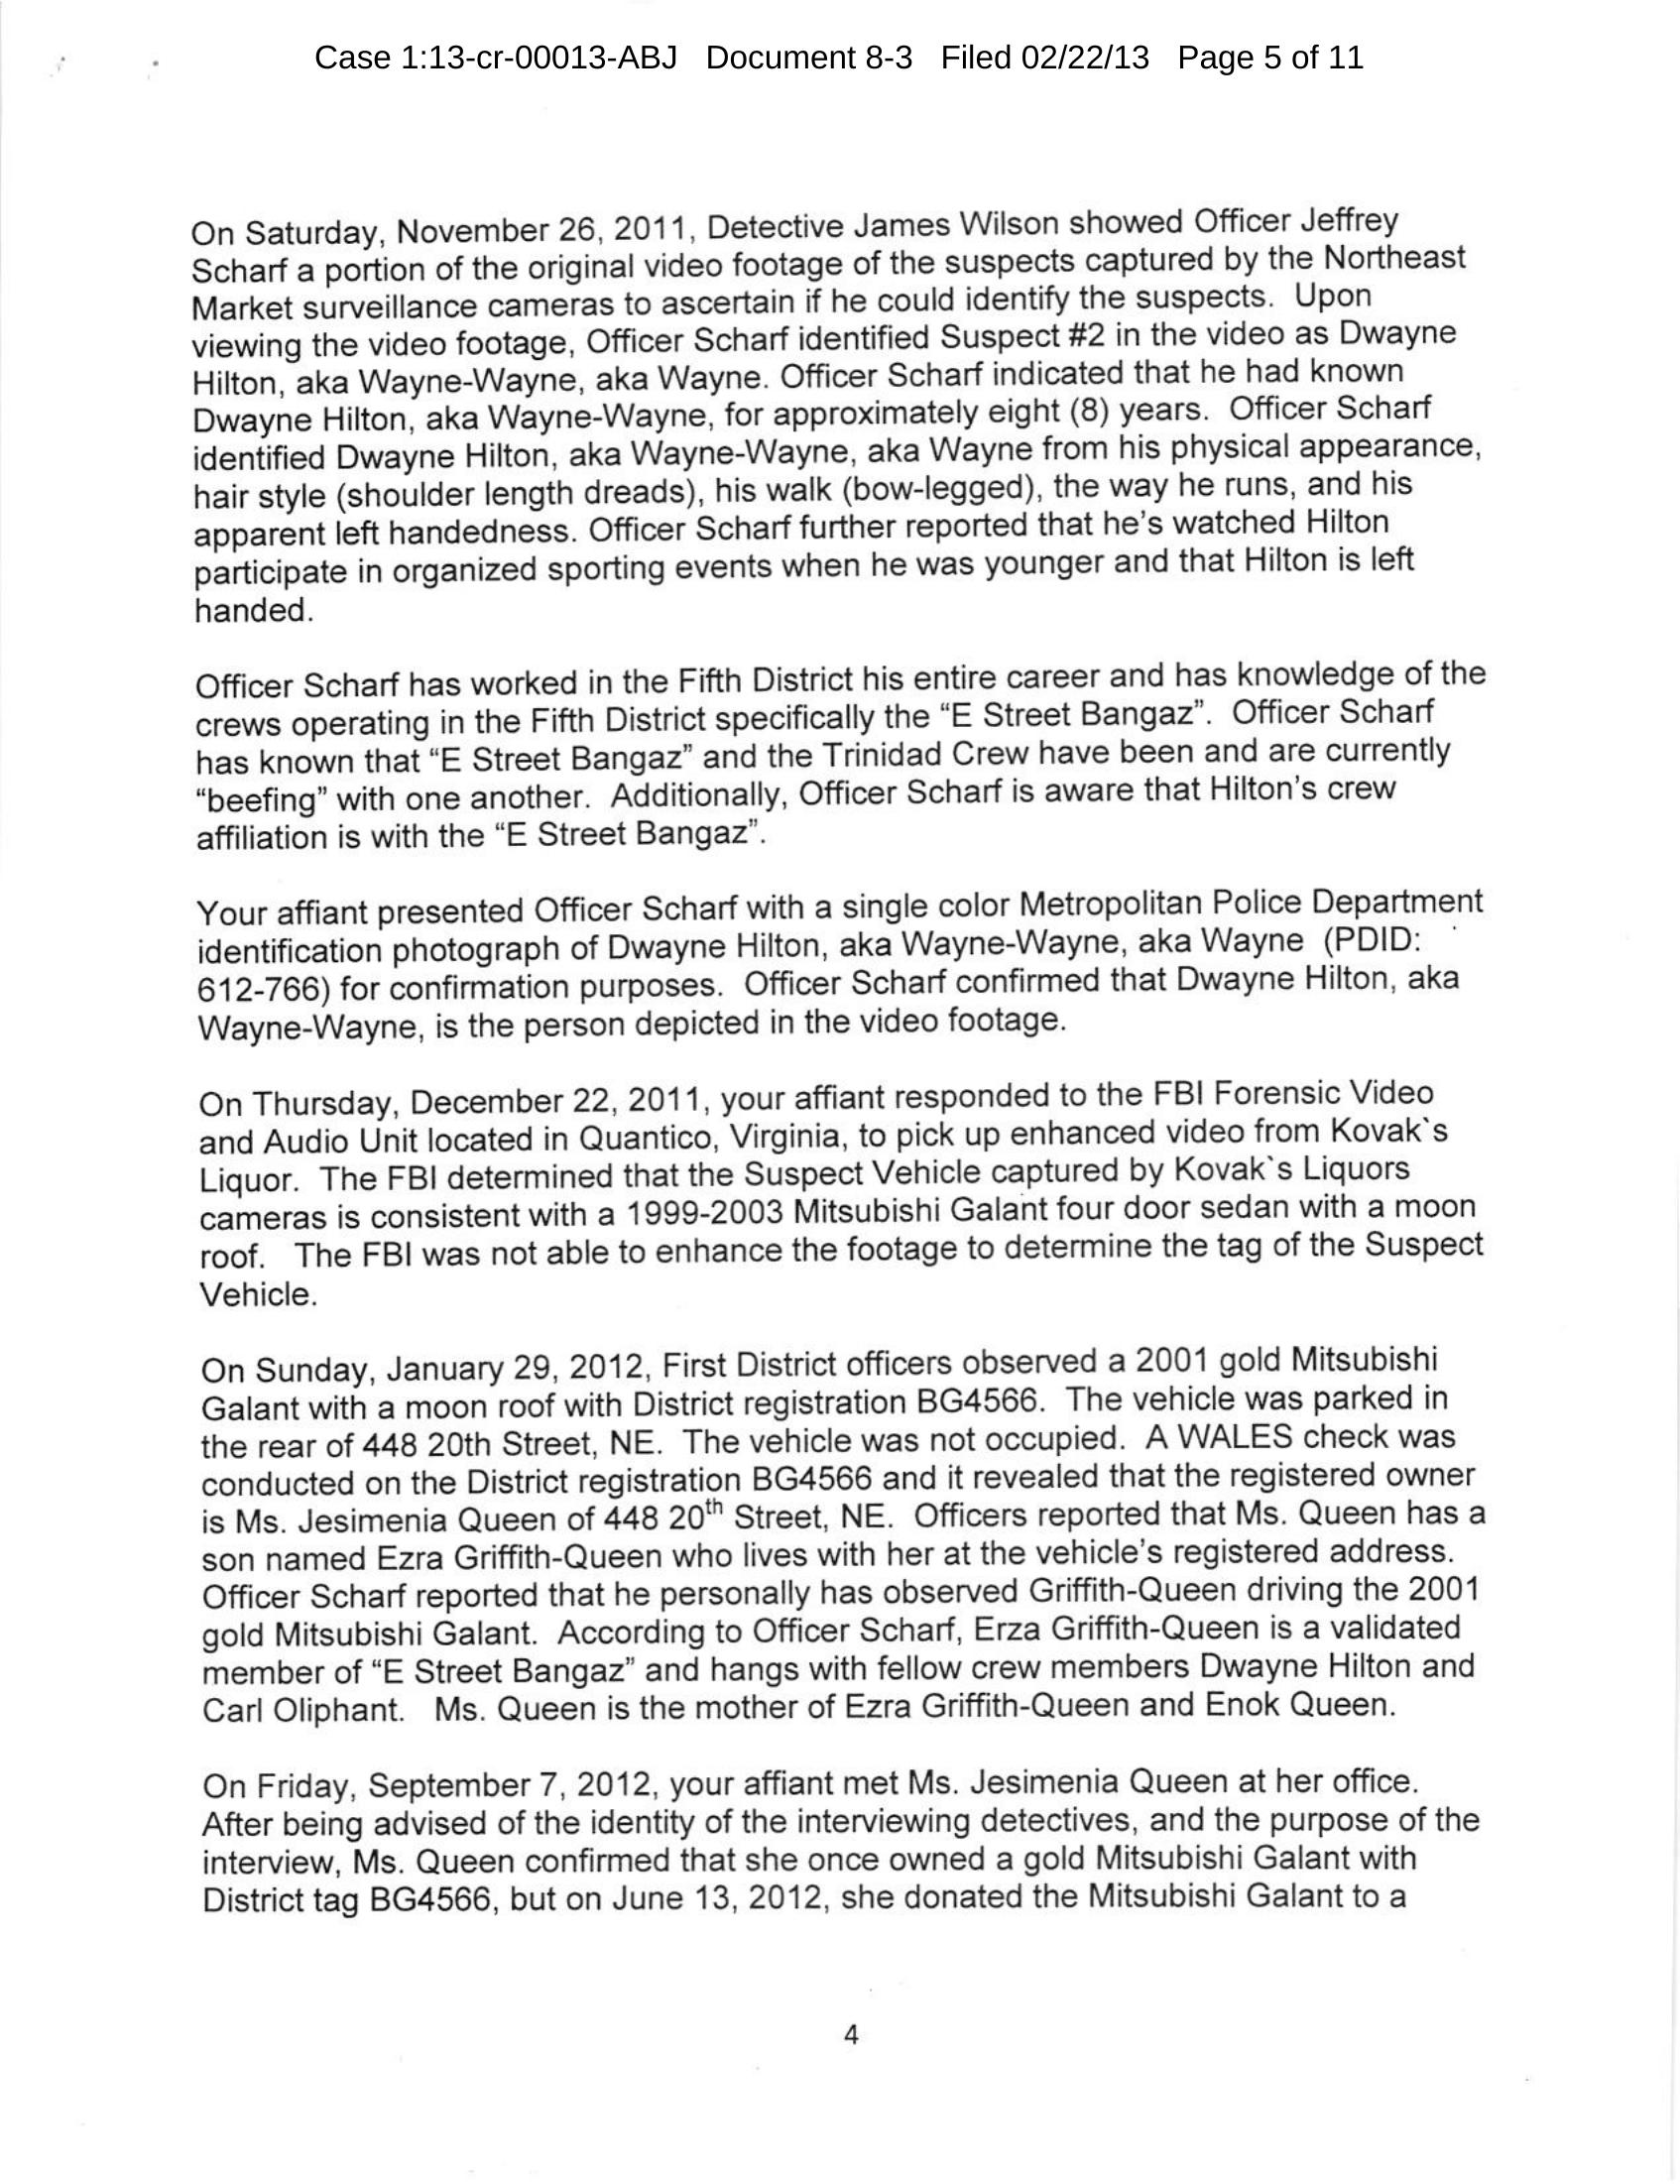 Case 1:13-cr-00013-ABJ Document 8-3 Filed 02/22/13 Page 5 of 11
On Saturday, November 26, 2011, Detective James Wilson showed Officer Jeffrey
Scharf a portion of the original video footage of the suspects captured by the Northeast
Market surveillance cameras to ascertain if he could identify the suspects. Upon
viewing the video footage, Officer Scharf identified Suspect #2 in the video as Dwayne
Hilton, aka Wayne-Wayne, aka Wayne. Officer Scharf indicated that he had known
Dwayne Hilton, aka Wayne-Wayne, for approximately eight (8) years. Officer Scharf
identified Dwayne Hilton, aka Wayne-Wayne, aka Wayne from his physical appearance,
hair style (shoulder length dreads), his walk (bow-legged), the way he runs, and his
apparent left handedness. Officer Scharf further reported that he's watched Hilton
participate in organized sporting events when he was younger and that Hilton is left
handed.
Officer Scharf has worked in the Fifth District his entire career and has knowledge of the
crews operating in the Fifth District specifically the “E Street Bangaz”. Officer Scharf
has known that “E Street Bangaz” and the Trinidad Crew have been and are currently
“beefing” with one another. Additionally, Officer Scharf is aware that Hilton's crew
affiliation is with the “E Street Bangaz”.
Your affiant presented Officer Scharf with a single color Metropolitan Police Department
identification photograph of Dwayne Hilton, aka Wayne-Wayne, aka Wayne (PDID:
612-766) for confirmation purposes. Officer Scharf confirmed that Dwayne Hilton, aka
Wayne-Wayne, is the person depicted in the video footage.
On Thursday, December 22, 2011, your affiant responded to the FBI Forensic Video
and Audio Unit located in Quantico, Virginia, to pick up enhanced video from Kovak`s
Liquor. The FBI determined that the Suspect Vehicle captured by Kovak`s Liquors
cameras is consistent with a 1999-2003 Mitsubishi Galant four door sedan with a moon
roof. The FBI was not able to enhance the footage to determine the tag of the Suspect
Vehicle.
On Sunday, January 29, 2012, First District officers observed a 2001 gold Mitsubishi
Galant with a moon roof with District registration BG4566. The vehicle was parked in
the rear of 448 20th Street, NE. The vehicle was not occupied. A WALES check was
conducted on the District registration BG4566 and it revealed that the registered owner
is Ms. Jesimenia Queen of 448 20th Street, NE. Officers reported that Ms. Queen has a
son named Ezra Griffith-Queen who lives with her at the vehicle's registered address.
Officer Scharf reported that he personally has observed Griffith-Queen driving the 2001
gold Mitsubishi Galant. According to Officer Scharf, Erza Griffith-Queen is a validated
member of “E Street Bangaz” and hangs with fellow crew members Dwayne Hilton and
Carl Oliphant. Ms. Queen is the mother of Ezra Griffith-Queen and Enok Queen.
On Friday, September 7, 2012, your affiant met Ms. Jesimenia Queen at her office.
After being advised of the identity of the interviewing detectives, and the purpose of the
interview, Ms. Queen confirmed that she once owned a gold Mitsubishi Galant with
District tag BG4566, but on June 13, 2012, she donated the Mitsubishi Galant to a
4